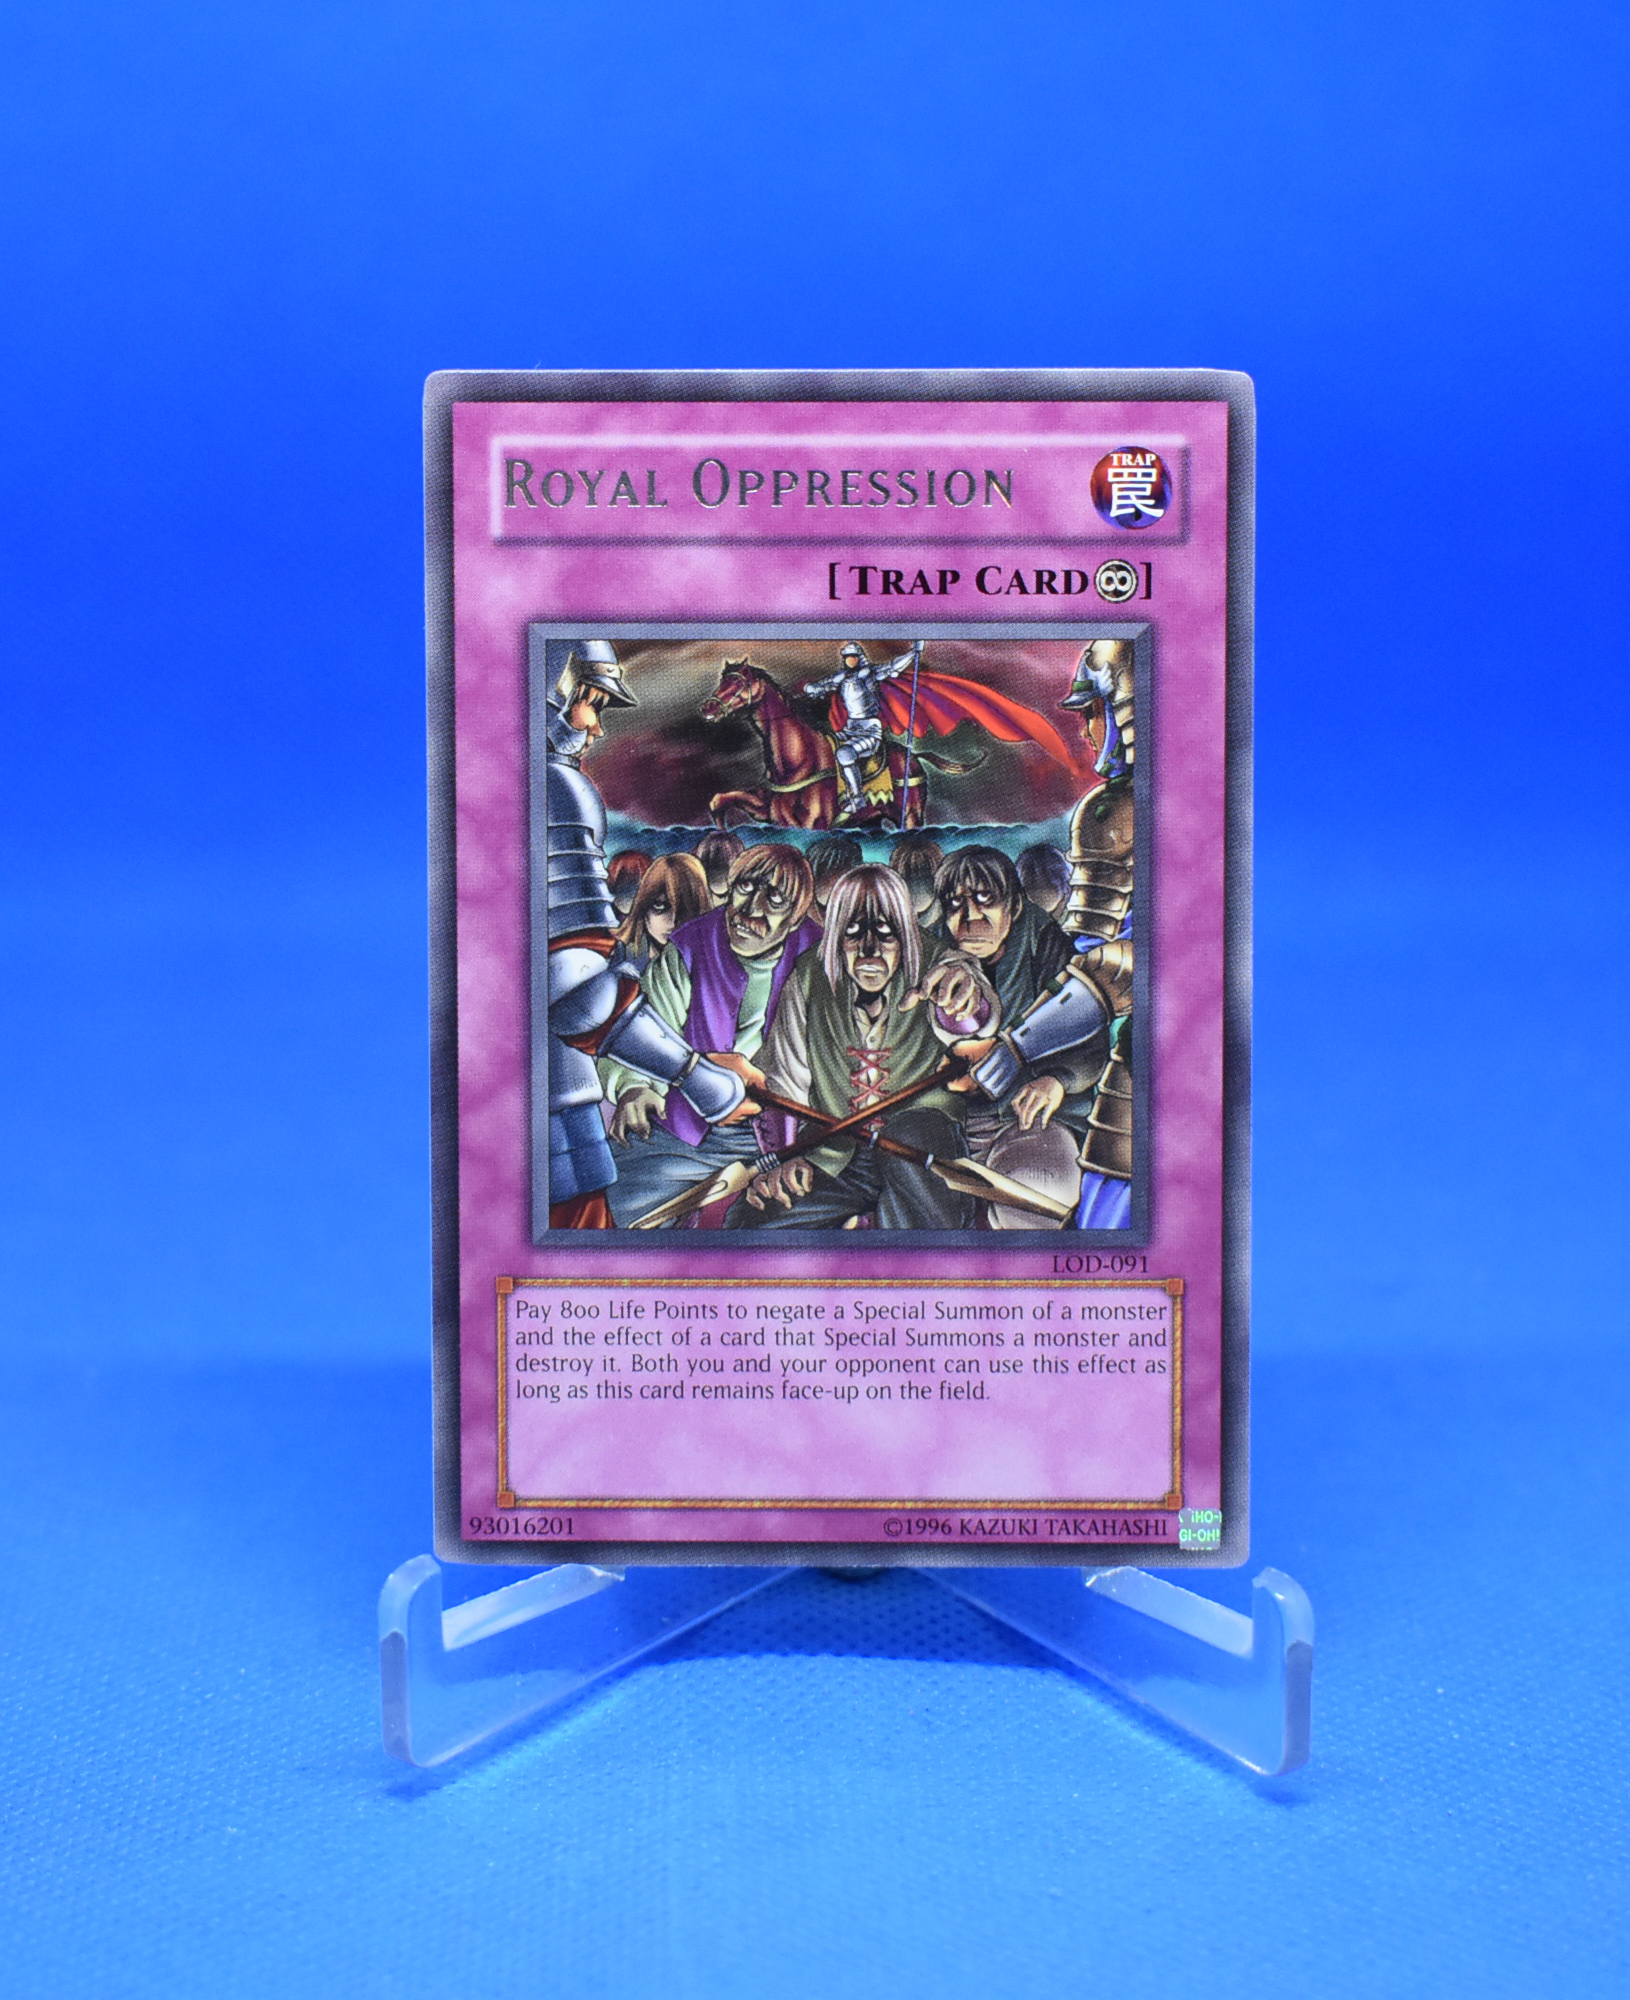 ROYAL OPPRESSION
TRAP
罠
[TRAP CARD∞]
LOD-091
Pay 800 Life Points to negate a Special Summon of a monster
and the effect of a card that Special Summons a monster and
destroy it. Both you and your opponent can use this effect as
long as this card remains face-up on the field.
93016201
©1996 KAZUKI TAKAHASHI
GI-OH!